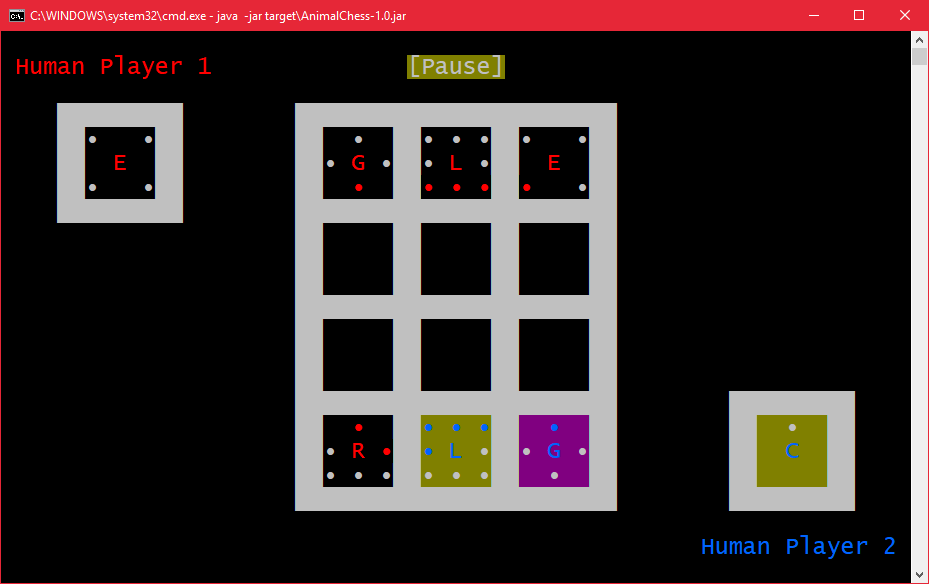 C:\WINDOWS\system32\cmd.exe - java  -jar target\AnimalChess-1.0.jar
Human Player 1 [Pause]
E
G L E
R L G
C
Human Player 2